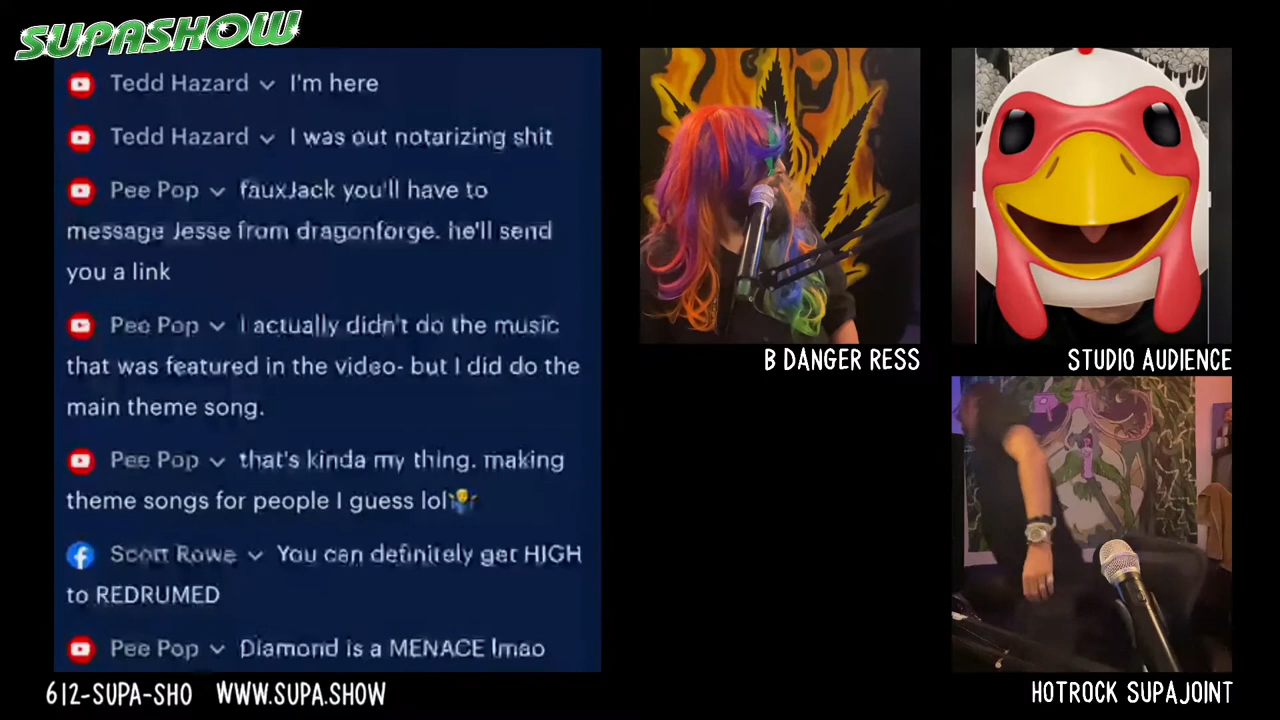 SUPASHOW
Tedd Hazard I'm here
Tedd Hazard I was out notarizing shit
Pee Pop fauxJack you'll have to
message Jesse from dragonforge. he'll send
you a link
Pee Pop I actually didn't do the music
that was featured in the video- but I did do the
main theme song.
Pee Pop that's kinda my thing. making
theme songs for people I guess lol🤷
Scott Rowe You can definitely get HIGH
to REDRUMED
Pee Pop Diamond is a MENACE lmao
B DANGER RESS
STUDIO AUDIENCE
HOTROCK SUPAJOINT
612-SUPA-SHO WWW.SUPA.SHOW